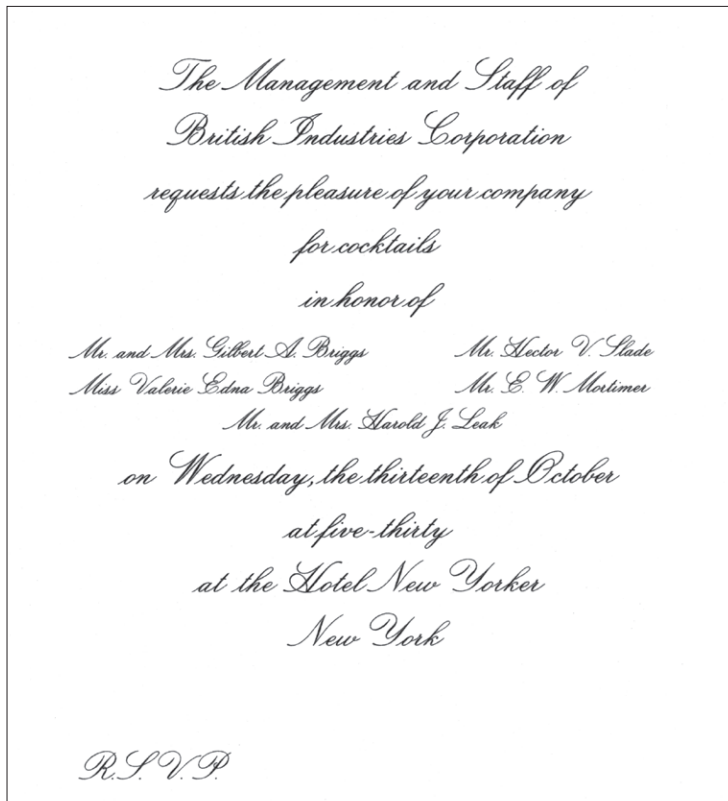 The Management and Staff of
British Industries Corporation
requests the pleasure of your company
for cocktails
in honor of
Mr. and Mrs. Gilbert A. Briggs Mr. Hector V. Slade
Miss Valerie Edna Briggs Mr. E. W. Mortimer
Mr. and Mrs. Harold J. Leak
on Wednesday, the thirteenth of October
at five-thirty
at the Hotel New Yorker
New York
R.S.V.P.